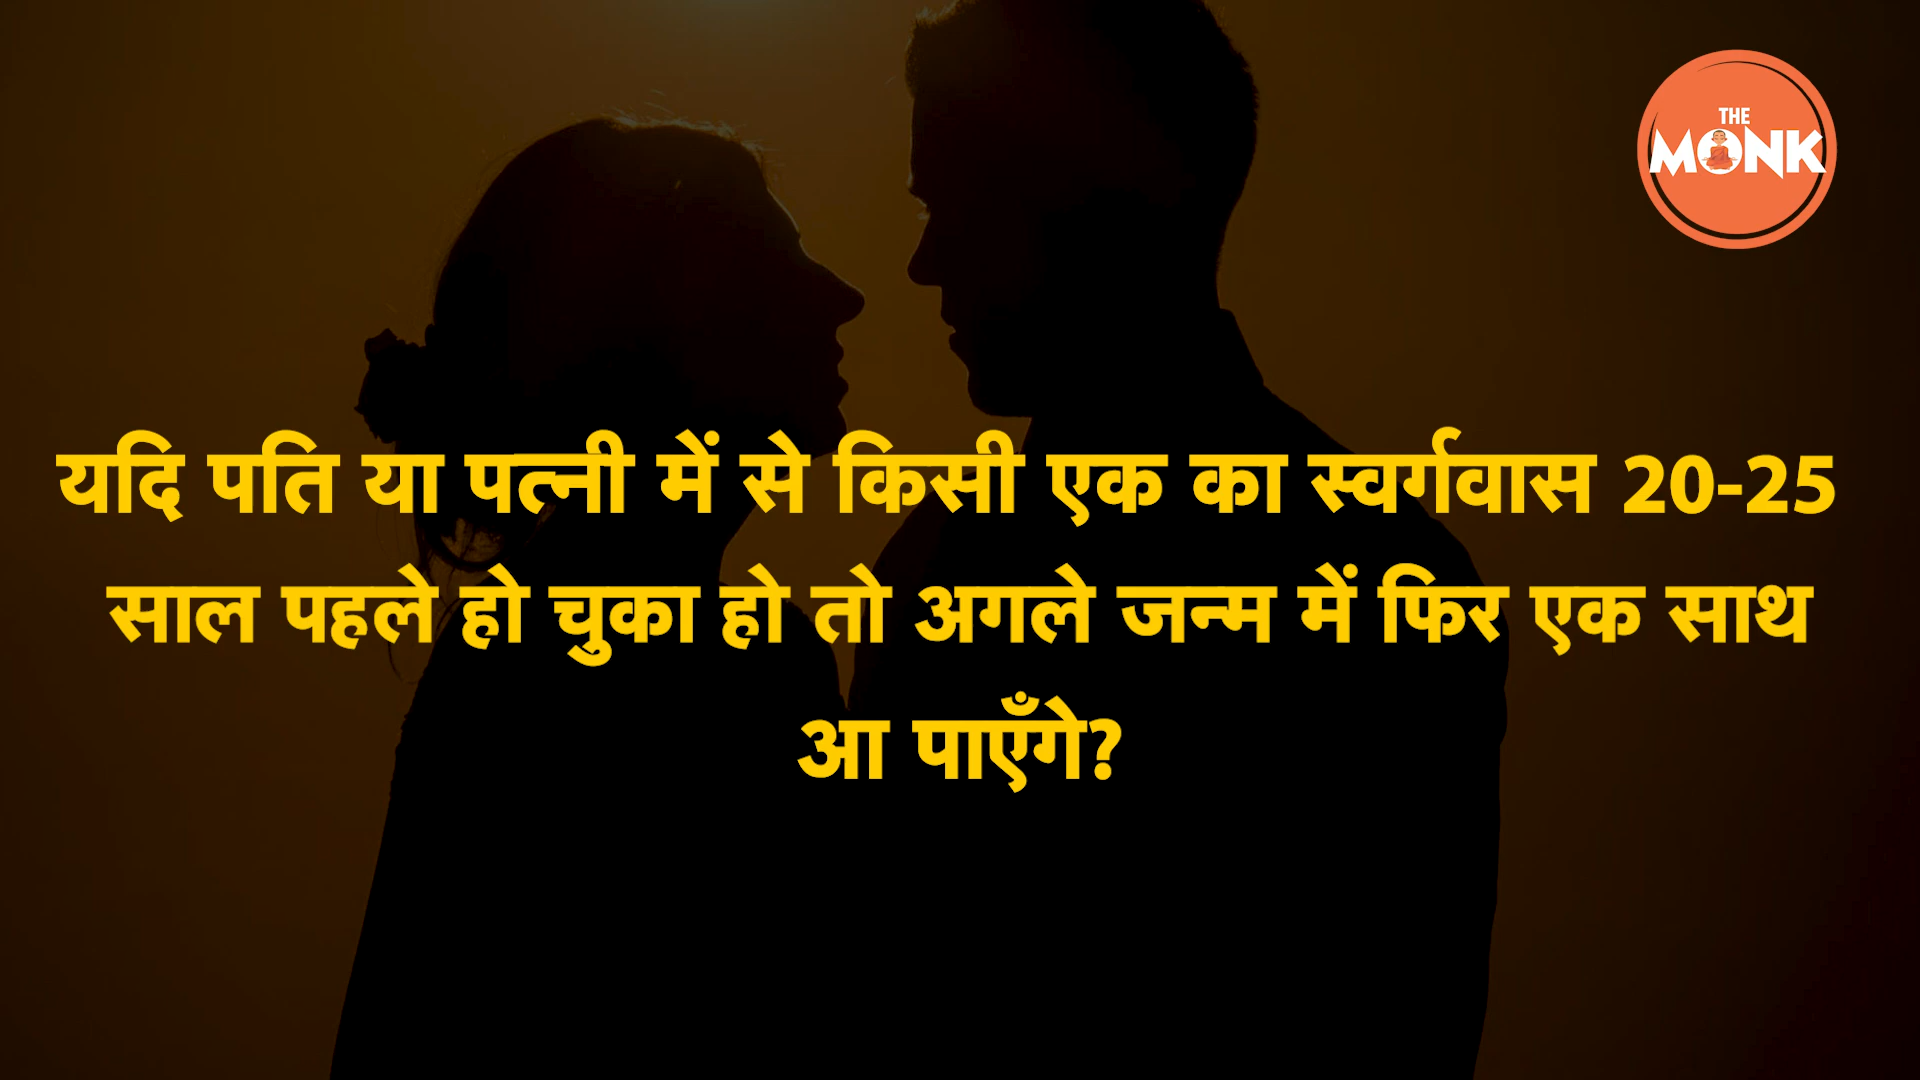 THE
MONK
यदि पति या पत्नी में से किसी एक का स्वर्गवास 20-25
साल पहले हो चुका हो तो अगले जन्म में फिर एक साथ
आ पाएँगे?